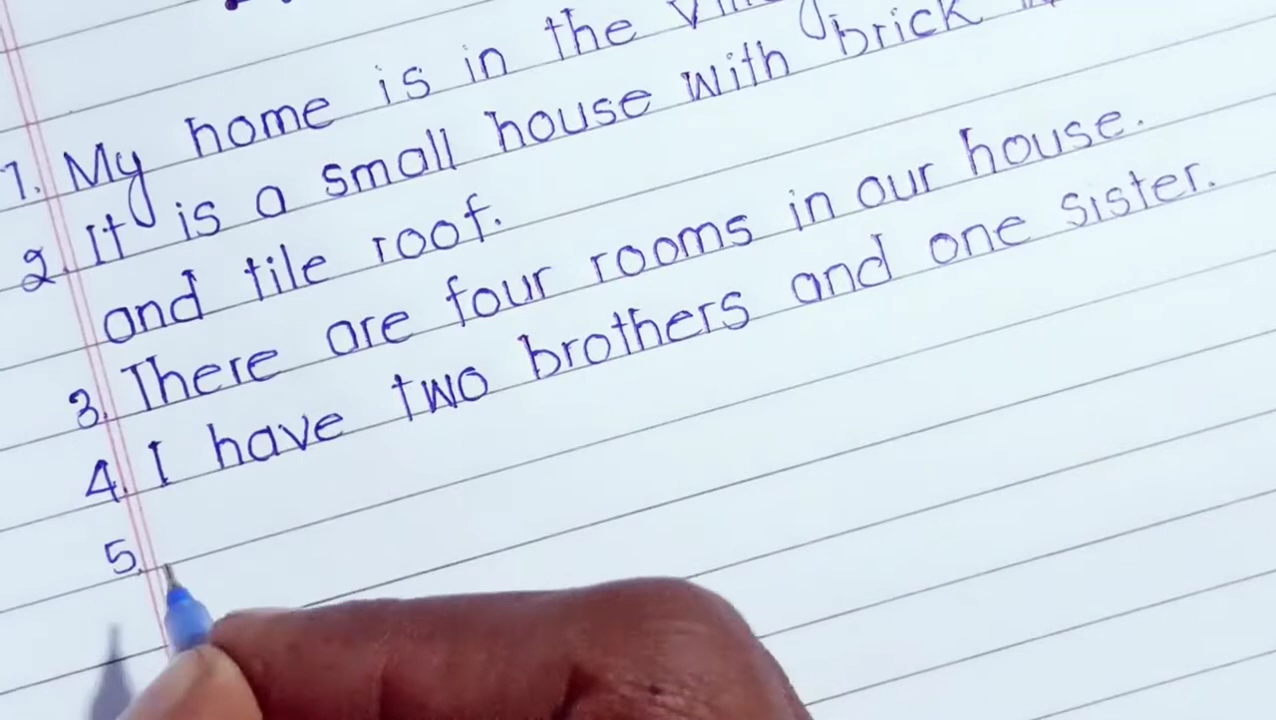 1. My home is in the
2. It is a small house with brick
and tile roof.
3. There are four rooms in our house.
4. I have two brothers and one sister.
5.